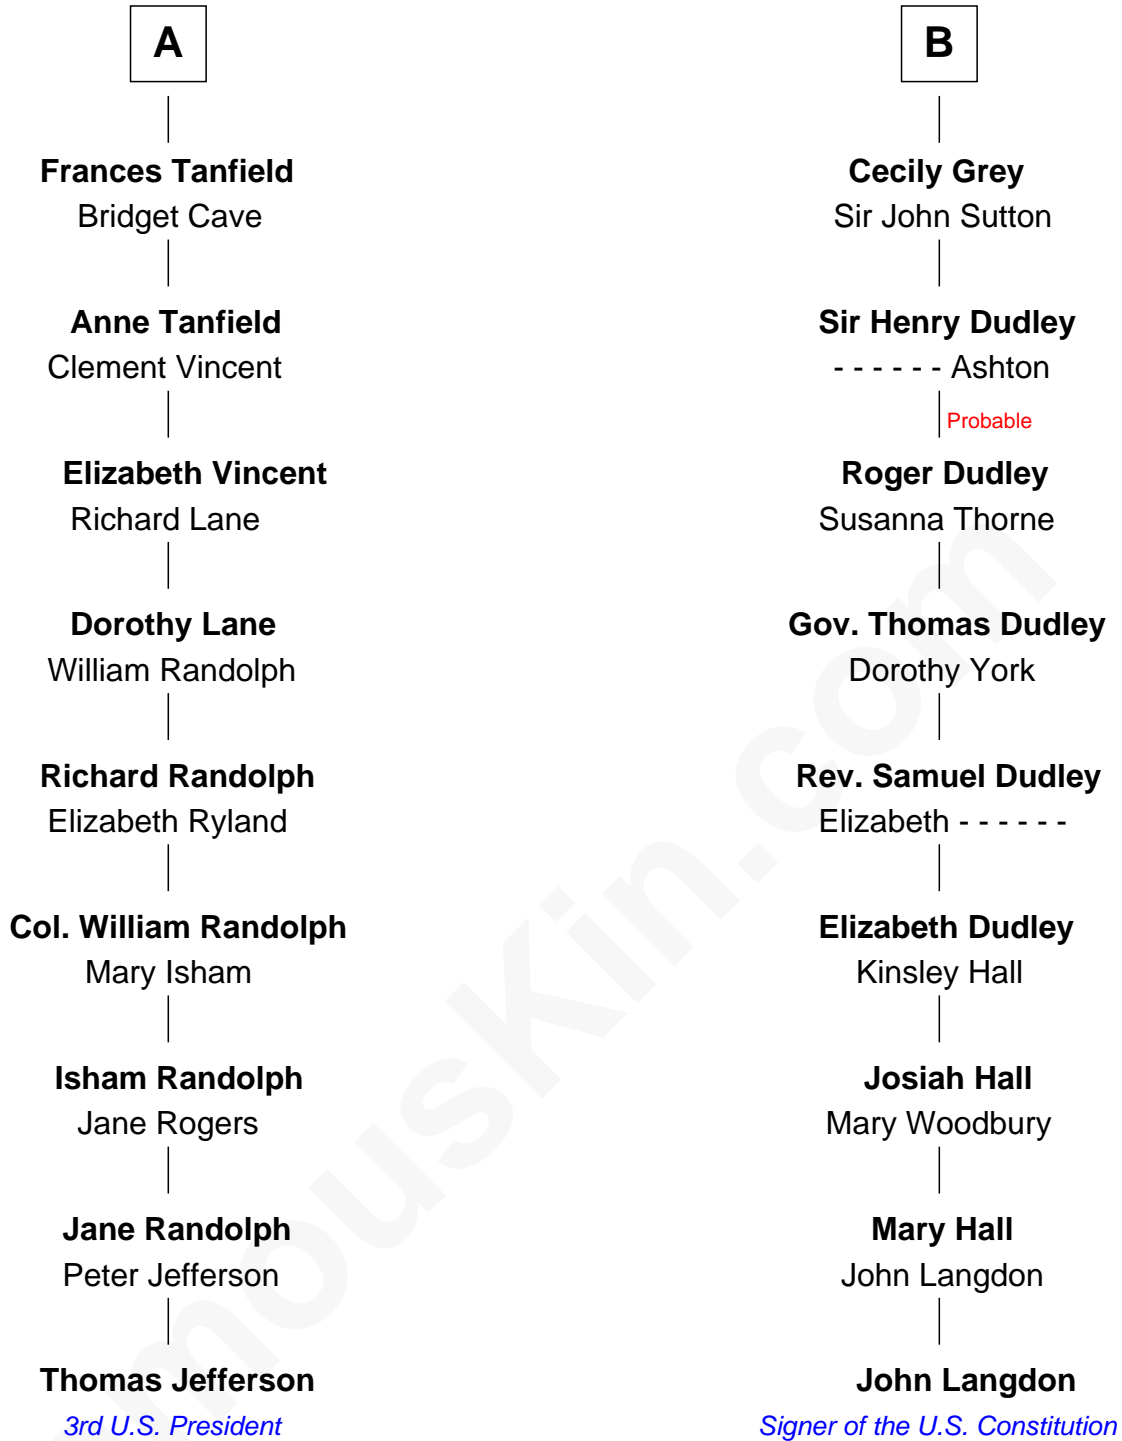 A
Frances Tanfield
Bridget Cave
Anne Tanfield
Clement Vincent
Elizabeth Vincent
Richard Lane
Dorothy Lane
William Randolph
Richard Randolph
Elizabeth Ryland
Col. William Randolph
Mary Isham
Isham Randolph
Jane Rogers
Jane Randolph
Peter Jefferson
Thomas Jefferson
3rd U.S. President
B
Cecily Grey
Sir John Sutton
Sir Henry Dudley
- - - - - - Ashton
Probable
Roger Dudley
Susanna Thorne
Gov. Thomas Dudley
Dorothy York
Rev. Samuel Dudley
Elizabeth - - - - - -
Elizabeth Dudley
Kinsley Hall
Josiah Hall
Mary Woodbury
Mary Hall
John Langdon
John Langdon
Signer of the U.S. Constitution
mousKin.com